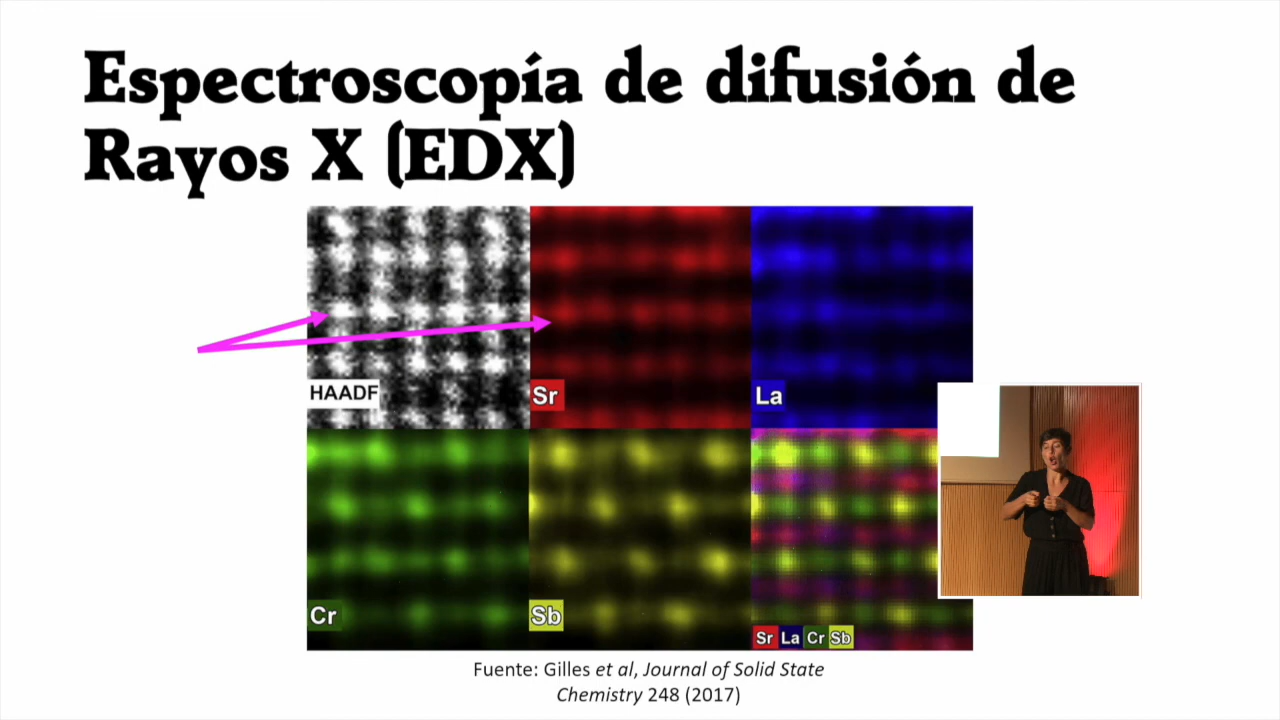 Espectroscopía de difusión de
Rayos X (EDX)
HAADF
Sr
La
Cr
Sb
Sr La Cr Sb
Fuente: Gilles et al, Journal of Solid State
Chemistry 248 (2017)